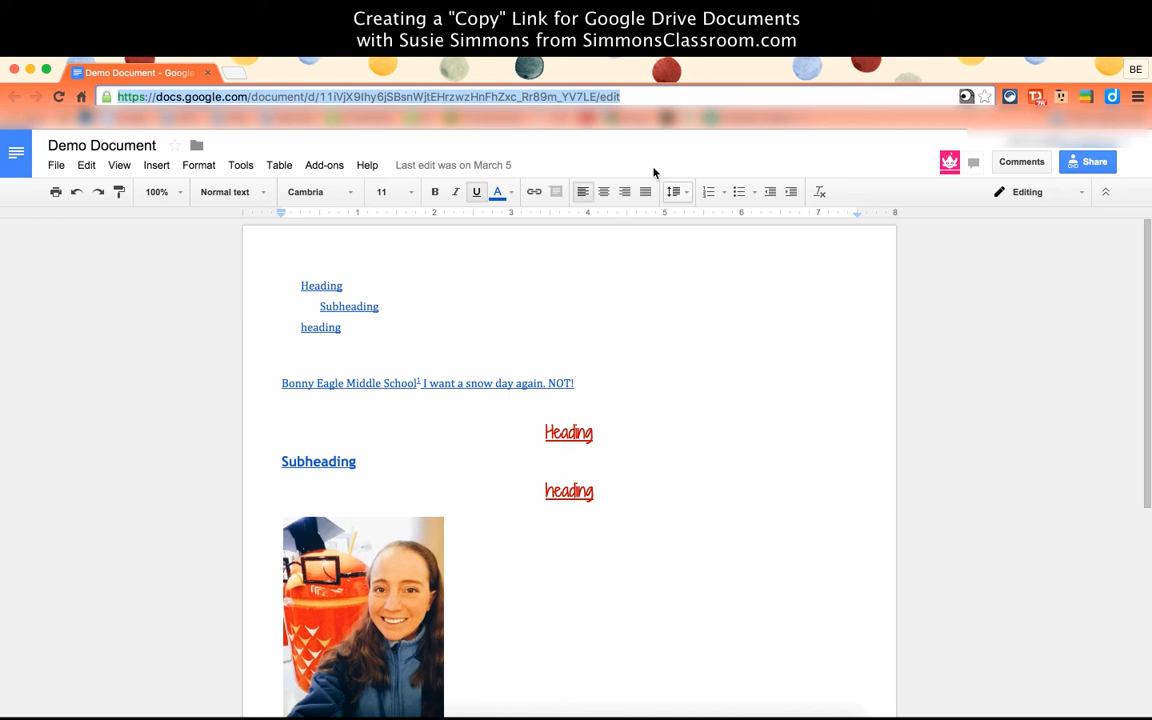 Creating a "Copy" Link for Google Drive Documents
with Susie Simmons from SimmonsClassroom.com
Demo Document - Google
BE
https://docs.google.com/document/d/11iVjX9Ihy6jSBsnWjtEHrzwzHnFhZxc_Rr89m_YV7LE/edit
Demo Document
File Edit View Insert Format Tools Table Add-ons Help Last edit was on March 5
Comments Share
100% Normal text Cambria 11 B I U A Editing
1 2 3 4 5 6 7 8
Heading
Subheading
heading
Bonny Eagle Middle School1 I want a snow day again. NOT!
Heading
Subheading
heading